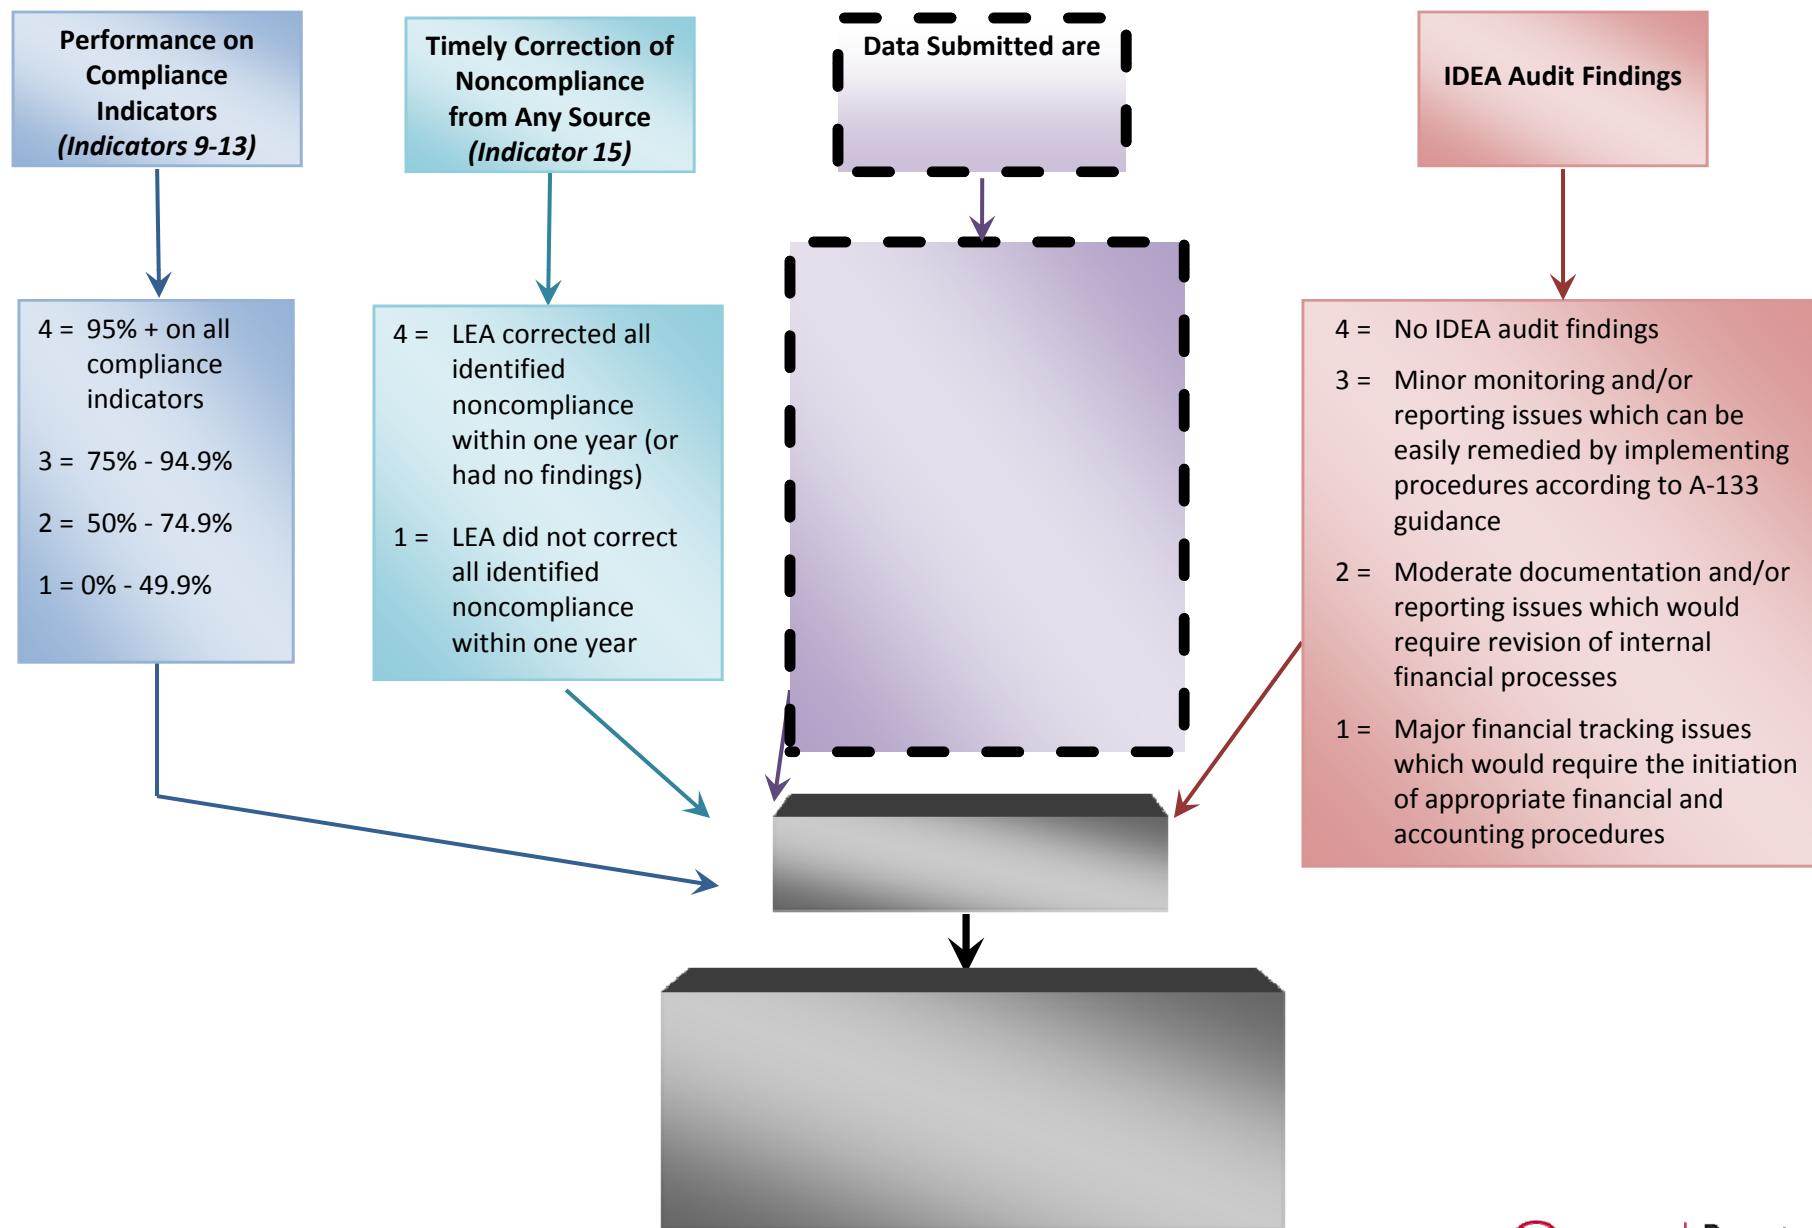 Performance on
Compliance
Indicators
(Indicators 9-13)
Timely Correction of
Noncompliance
from Any Source
(Indicator 15)
Data Submitted are
IDEA Audit Findings
4 = 95% + on all
compliance
indicators
3 = 75% - 94.9%
2 = 50% - 74.9%
1 = 0% - 49.9%
4 = LEA corrected all
identified
noncompliance
within one year (or
had no findings)
1 = LEA did not correct
all identified
noncompliance
within one year
4 = No IDEA audit findings
3 = Minor monitoring and/or
reporting issues which can be
easily remedied by implementing
procedures according to A-133
guidance
2 = Moderate documentation and/or
reporting issues which would
require revision of internal
financial processes
1 = Major financial tracking issues
which would require the initiation
of appropriate financial and
accounting procedures